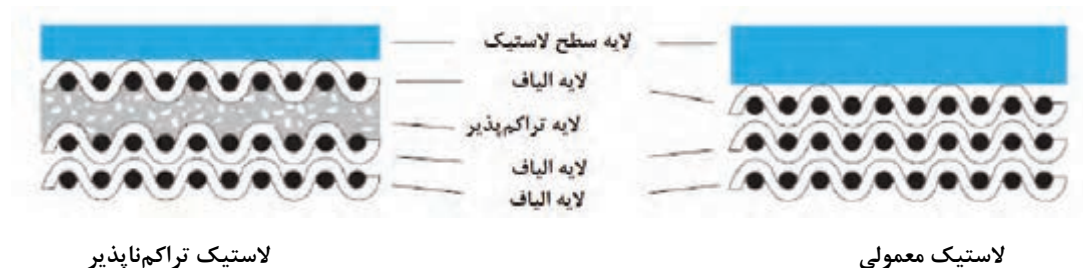 لایه سطح لاستیک
لایه الیاف
لایه تراکم‌پذیر
لایه الیاف
لایه الیاف
لاستیک معمولی
لاستیک تراکم‌ناپذیر